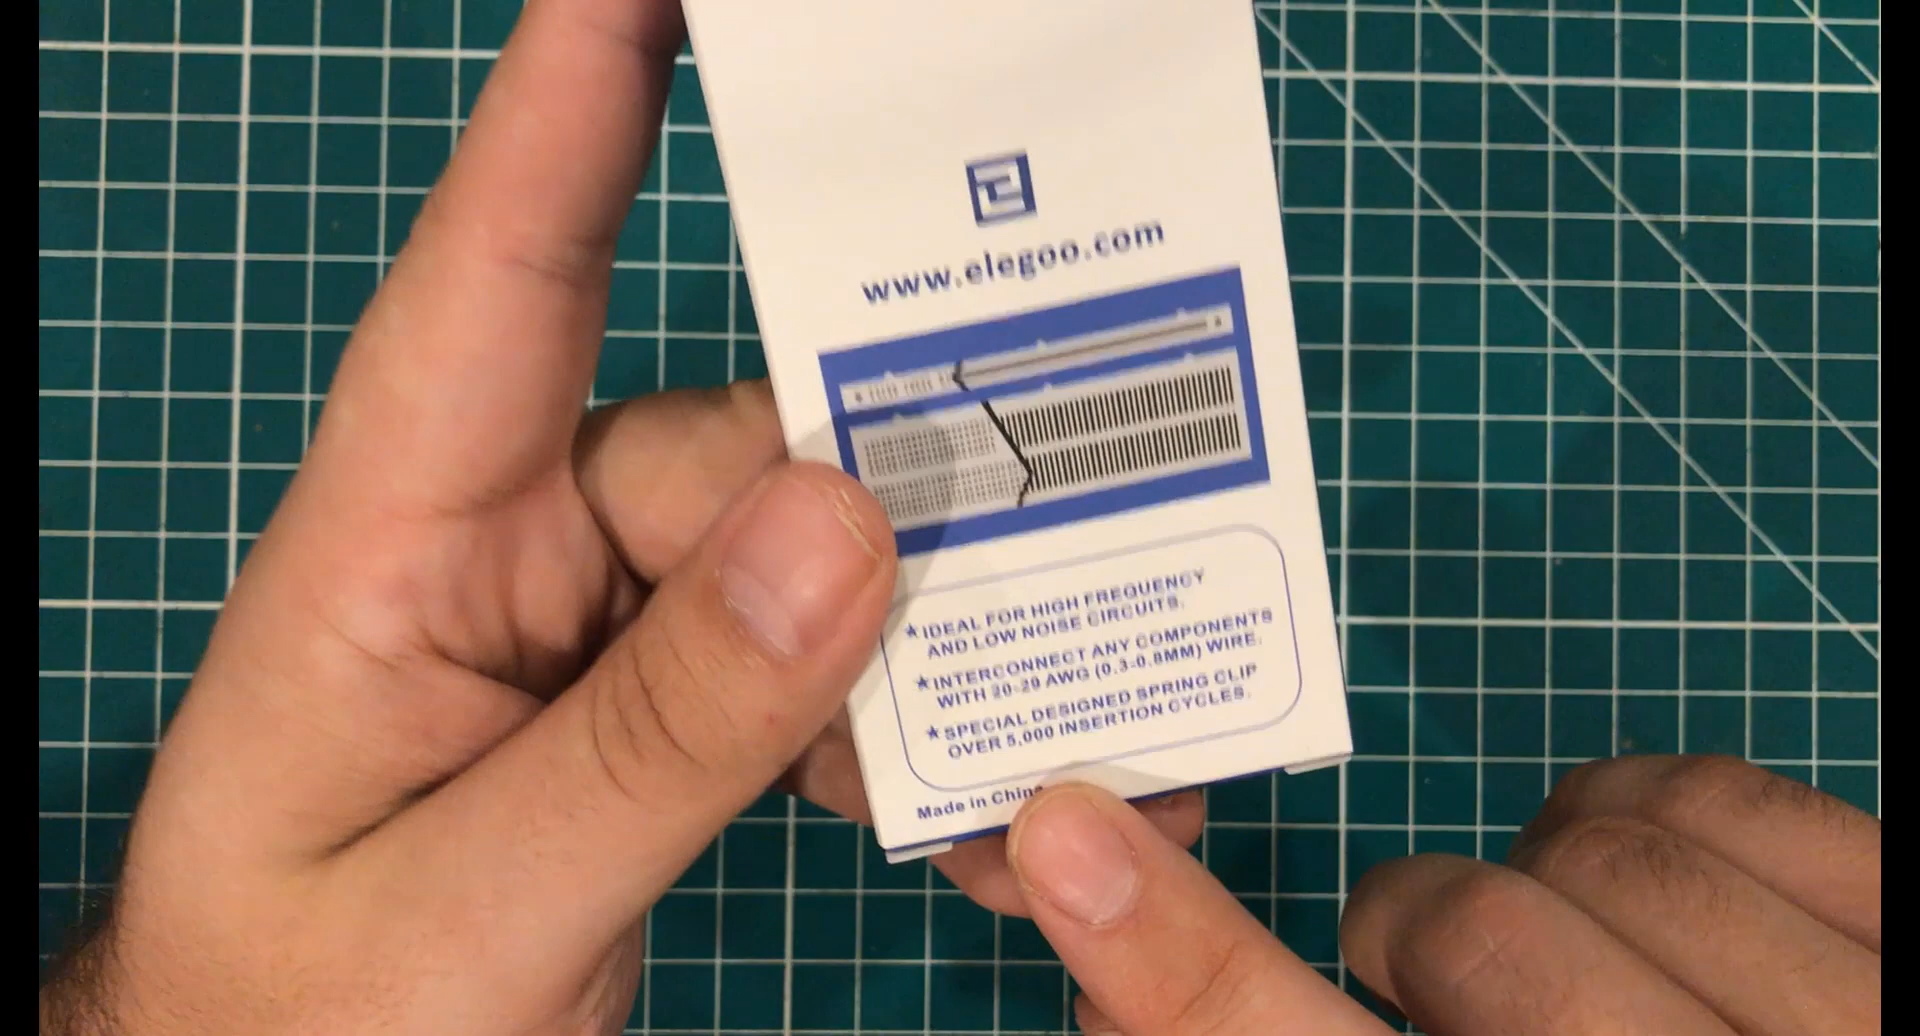 www.elegoo.com
★IDEAL FOR HIGH FREQUENCY
AND LOW NOISE CIRCUITS.
★INTERCONNECT ANY COMPONENTS
WITH 20-29 AWG (0.3-0.8MM) WIRE.
★SPECIAL DESIGNED SPRING CLIP
OVER 5,000 INSERTION CYCLES.
Made in China